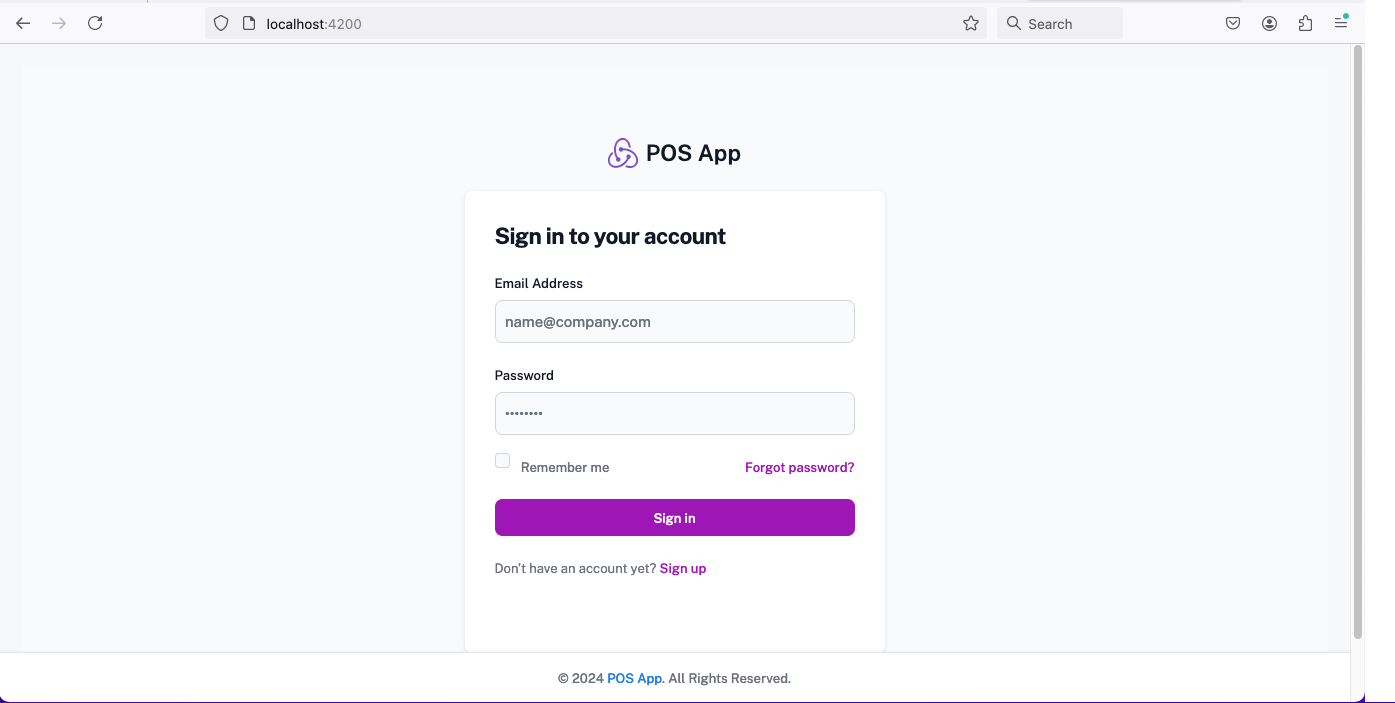 localhost:4200
Search
POS App
Sign in to your account
Email Address
name@company.com
Password
••••••••
Remember me
Forgot password?
Sign in
Don't have an account yet? Sign up
© 2024 POS App. All Rights Reserved.